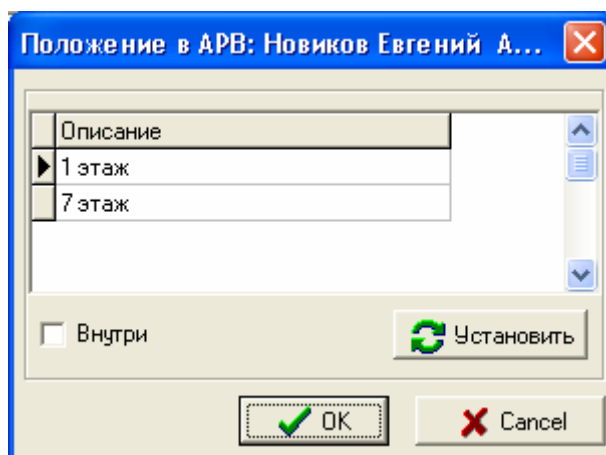 Положение в АРВ: Новиков Евгений А...
Описание
1 этаж
7 этаж
Внутри
Установить
OK
Cancel